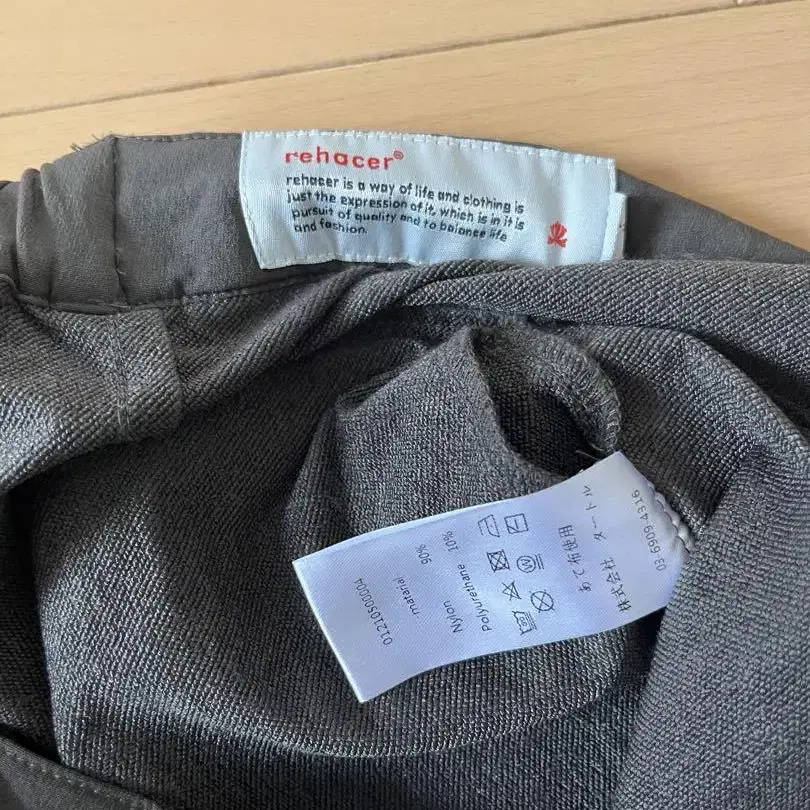 rehacer®
rehacer is a way of life and clothing is
just the expression of it, which is in it is
pursuit of quality and to balance life
and fashion.
01210500004
material
Nylon 90%
Polyurethane 10%
あて布使用
株式会社 タートル
03-6909-4316